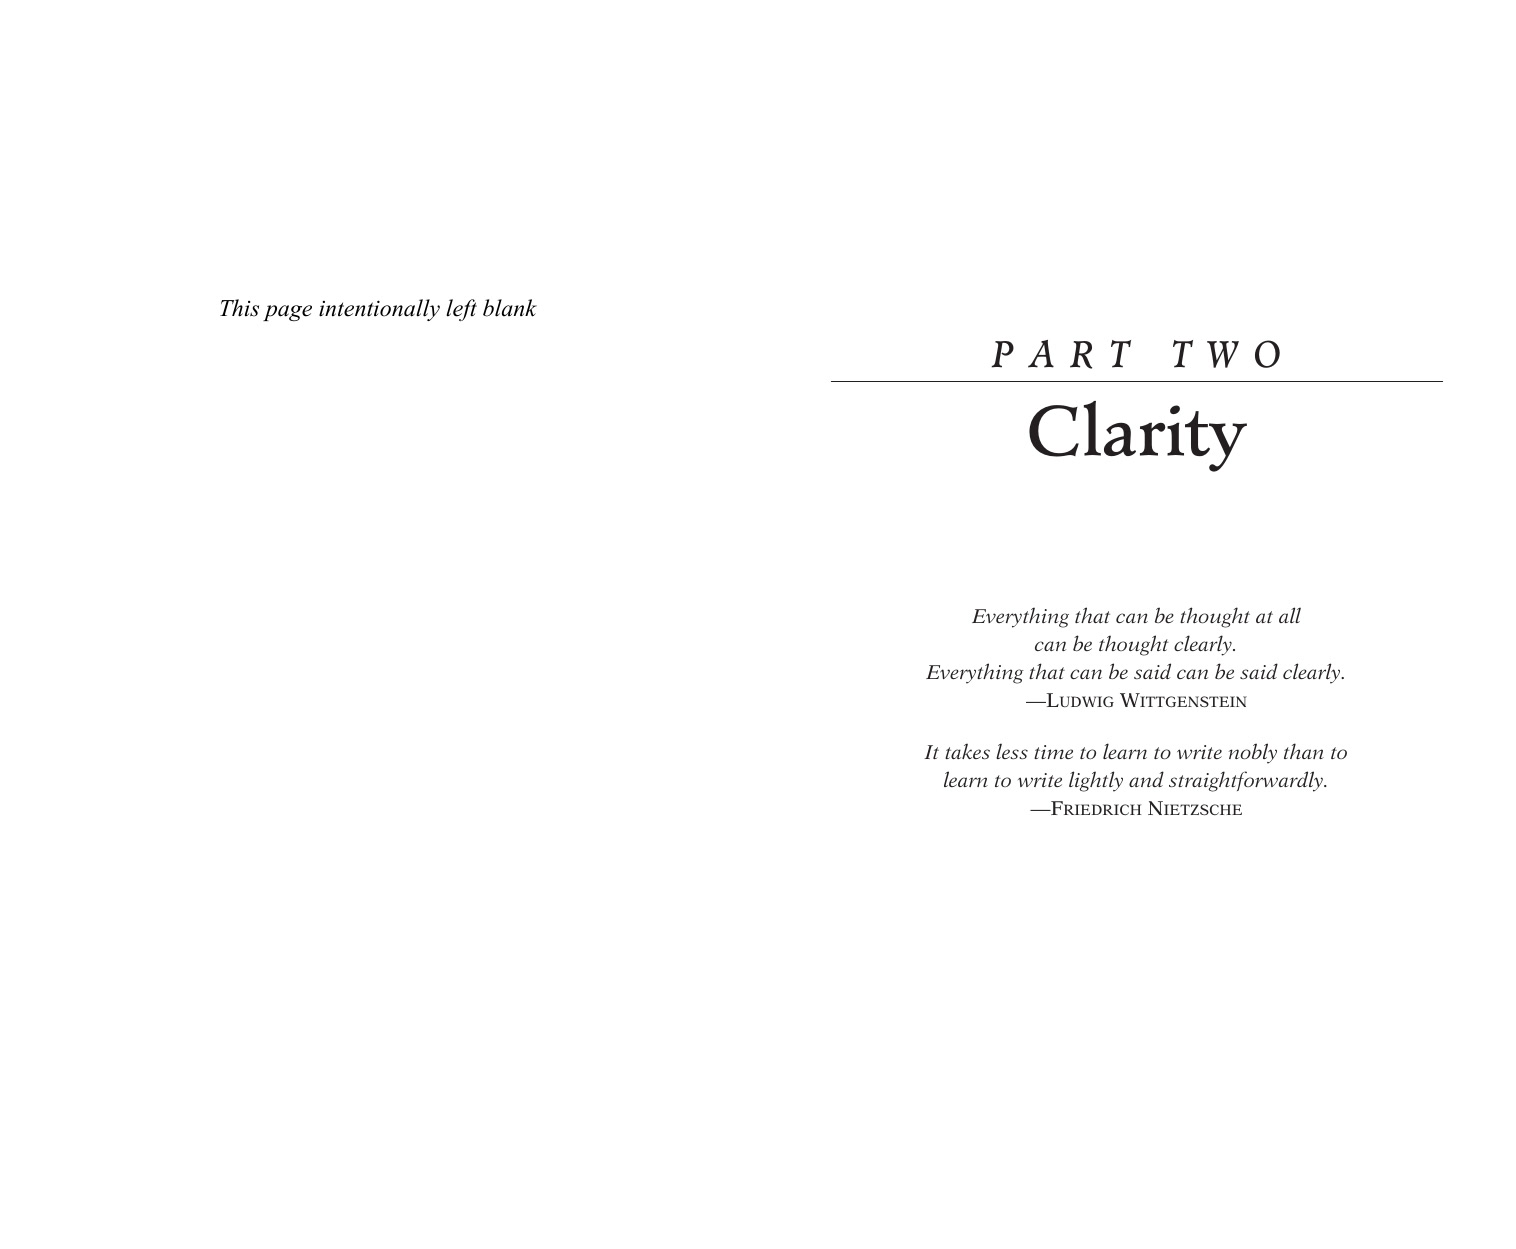 This page intentionally left blank
PART TWO
Clarity
Everything that can be thought at all
can be thought clearly.
Everything that can be said can be said clearly.
—Ludwig Wittgenstein
It takes less time to learn to write nobly than to
learn to write lightly and straightforwardly.
—Friedrich Nietzsche